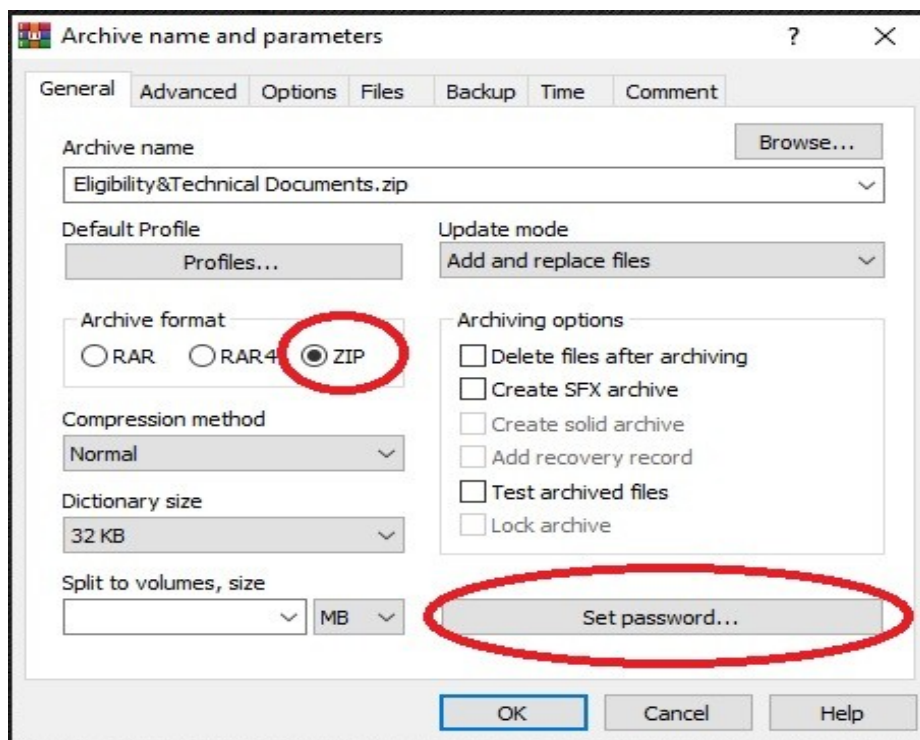 Archive name and parameters
?
General Advanced Options Files Backup Time Comment
Archive name
Browse...
Eligibility&Technical Documents.zip
Default Profile
Profiles...
Update mode
Add and replace files
Archive format
RAR RAR4 ZIP
Compression method
Normal
Dictionary size
32 KB
Split to volumes, size
MB
Archiving options
Delete files after archiving
Create SFX archive
Create solid archive
Add recovery record
Test archived files
Lock archive
Set password...
OK Cancel Help